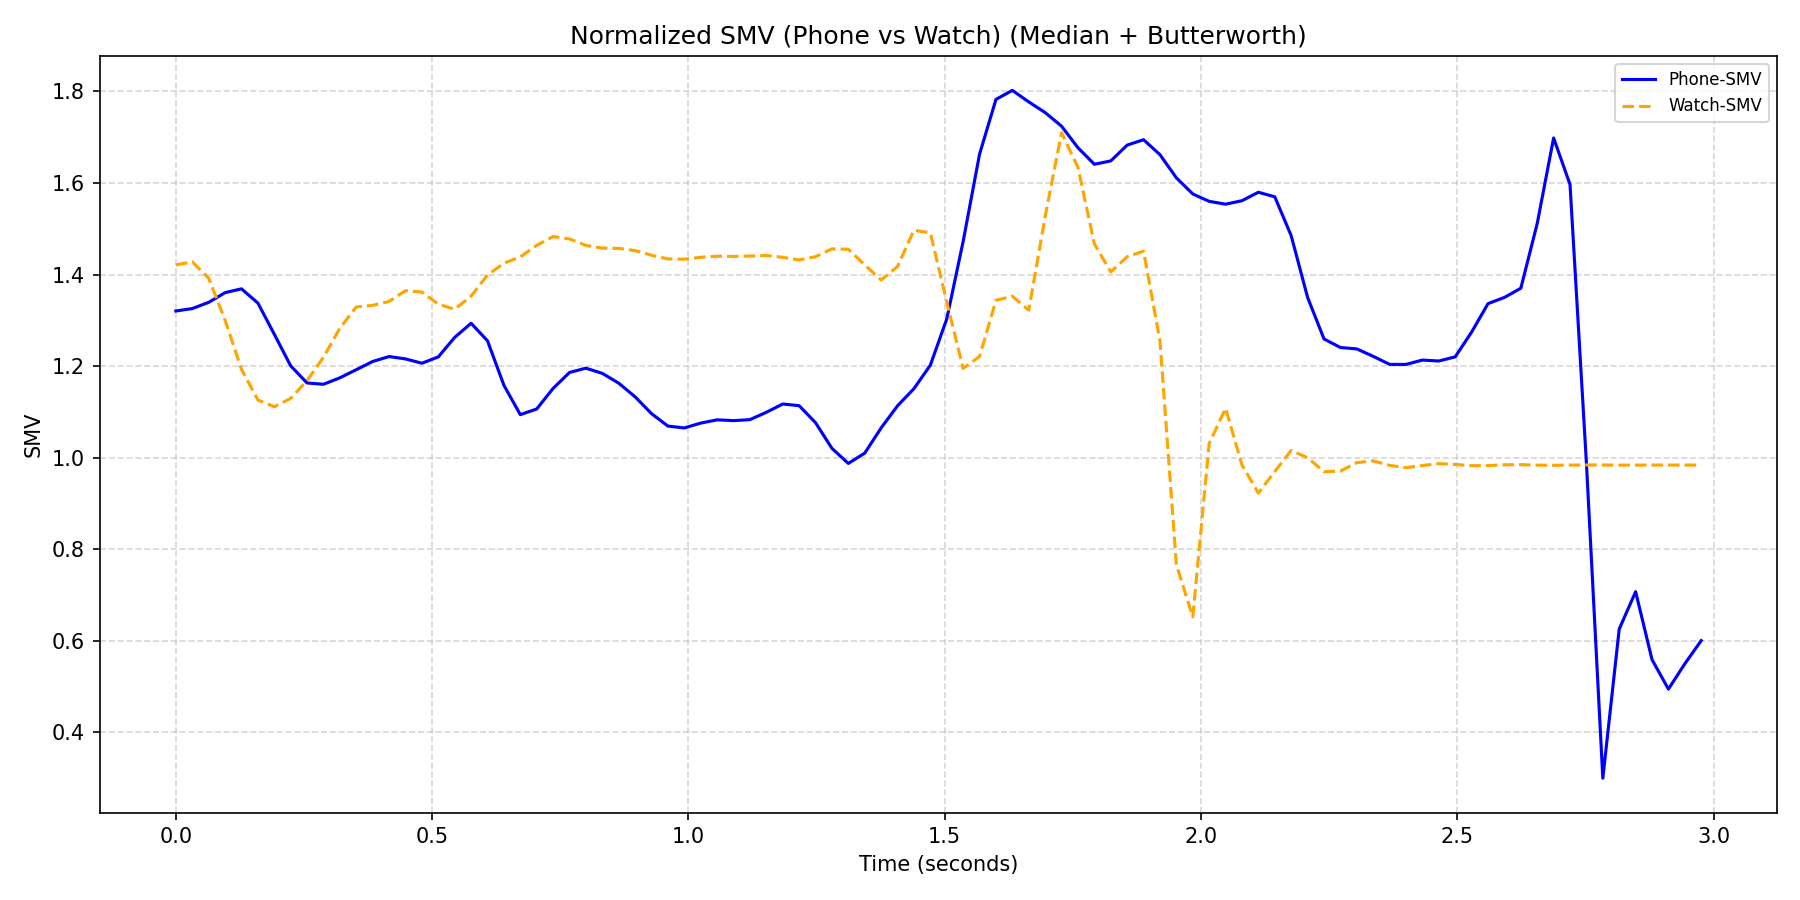 Normalized SMV (Phone vs Watch) (Median + Butterworth)
Phone-SMV
Watch-SMV
SMV
1.8
1.6
1.4
1.2
1.0
0.8
0.6
0.4
0.0 0.5 1.0 1.5 2.0 2.5 3.0
Time (seconds)